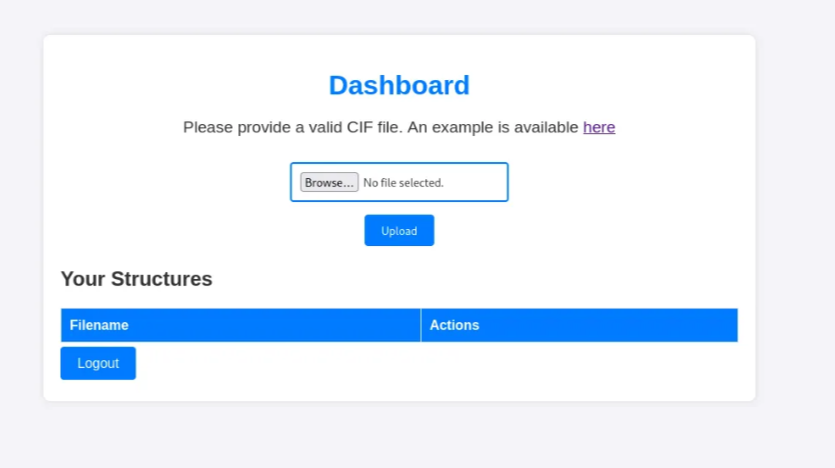 Dashboard
Please provide a valid CIF file. An example is available here
Browse... No file selected.
Upload
Your Structures
Filename Actions
Logout